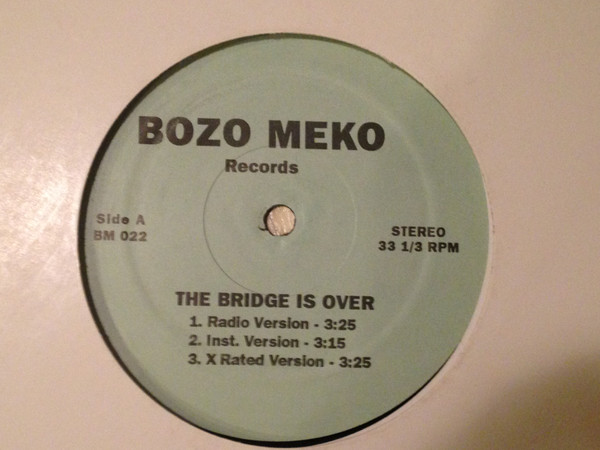 BOZO MEKO
Records
Side A
BM 022
STEREO
33 1/3 RPM
THE BRIDGE IS OVER
1. Radio Version - 3:25
2. Inst. Version - 3:15
3. X Rated Version - 3:25